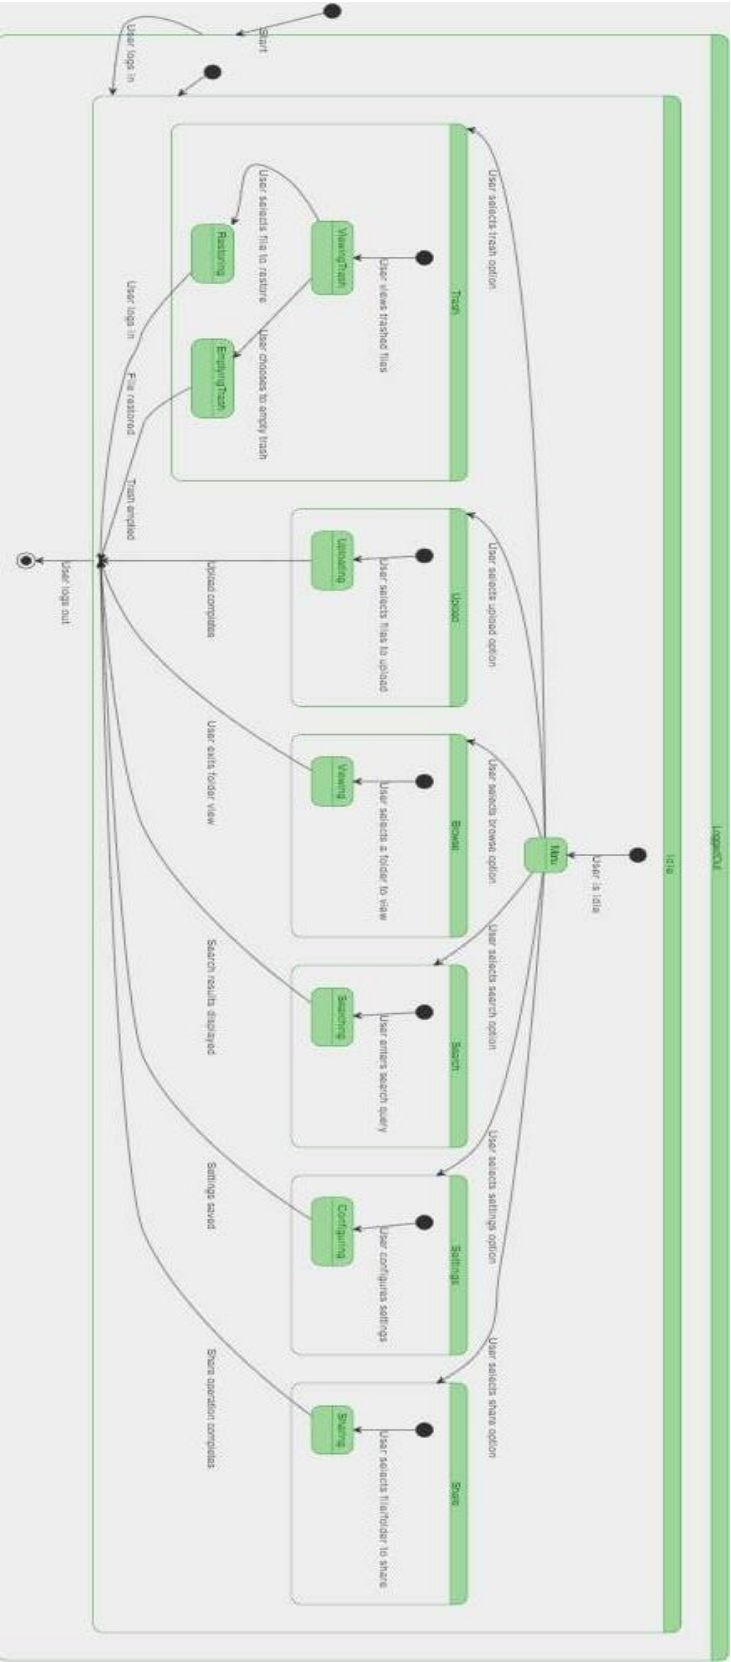 Start
User logs in
LoggedOut
Idle
User is idle
Menu
User selects trash option
User selects upload option
User selects browse option
User selects search option
User selects settings option
User selects share option
Trash
Upload
Browse
Search
Settings
Share
User views trashed files
User selects files to upload
User selects a folder to view
User enters search query
User configures settings
User selects file/folder to share
ViewingTrash
Uploading
Viewing
Searching
Configuring
Sharing
User selects file to restore
User chooses to empty trash
Restoring
EmptyingTrash
Upload completes
User exits folder view
Search results displayed
Settings saved
Share operation completes
User logs in
File restored
Trash emptied
User logs out